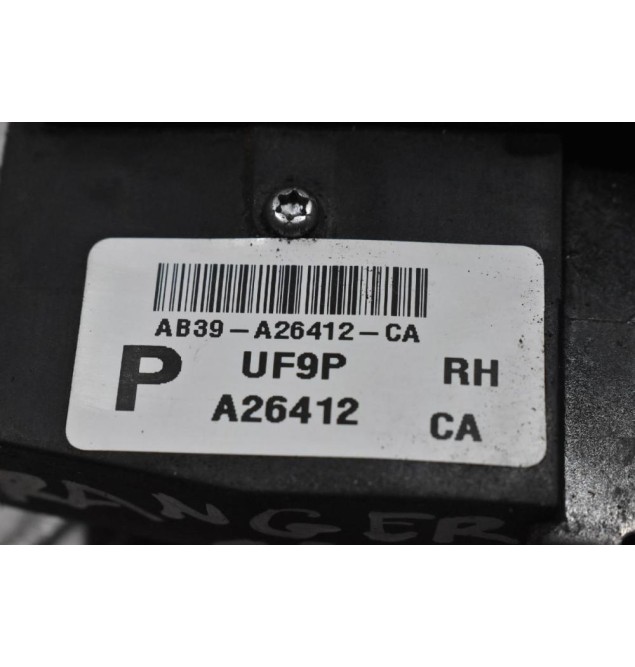 AB39-A26412-CA
P UF9P RH
A26412 CA
RANGER